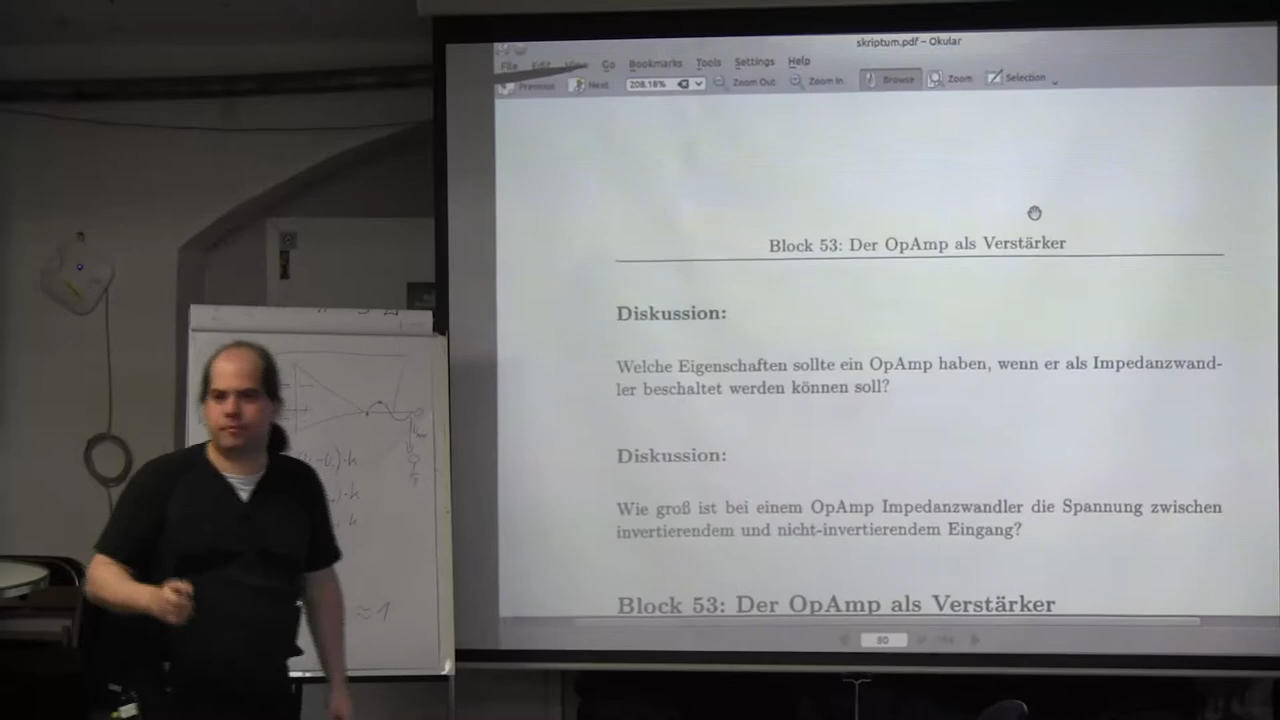 skriptum.pdf – Okular
File Edit View Go Bookmarks Tools Settings Help
Previous Next 208.18% Zoom Out Zoom In Browse Zoom Selection
Block 53: Der OpAmp als Verstärker
Diskussion:
Welche Eigenschaften sollte ein OpAmp haben, wenn er als Impedanzwand-
ler beschaltet werden können soll?
Diskussion:
Wie groß ist bei einem OpAmp Impedanzwandler die Spannung zwischen
invertierendem und nicht-invertierendem Eingang?
Block 53: Der OpAmp als Verstärker
≈1